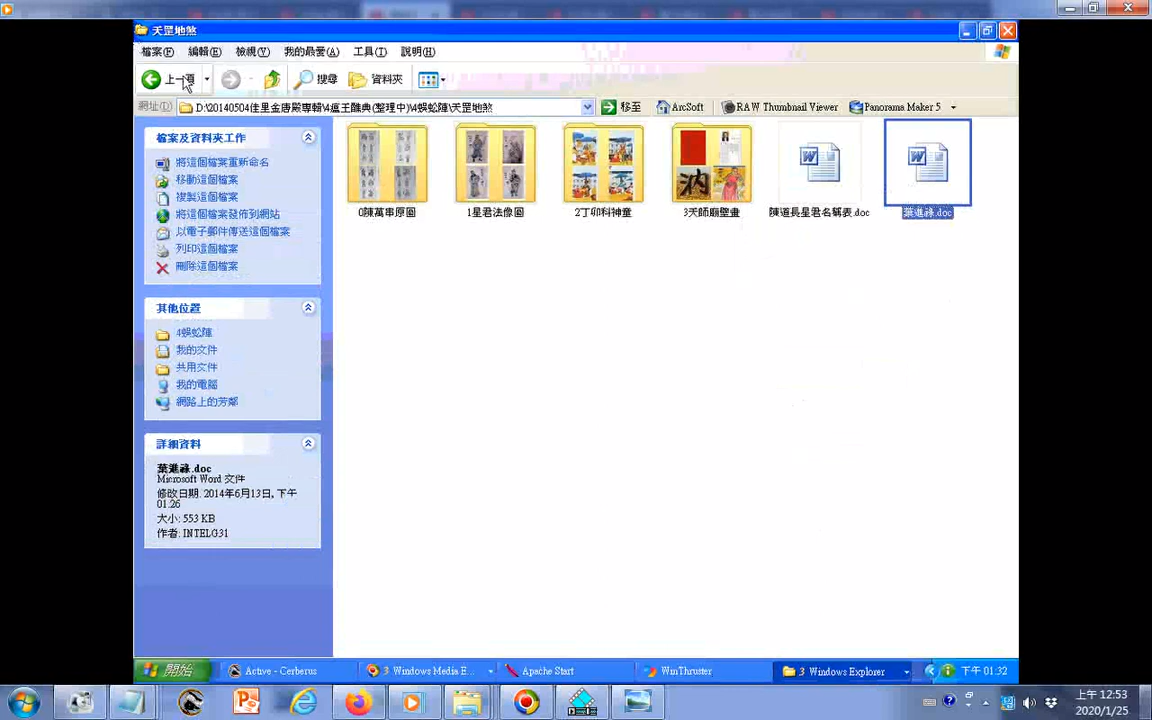 天罡地煞
檔案(F) 編輯(E) 檢視(V) 我的最愛(A) 工具(T) 說明(H)
上一頁 搜尋 資料夾
網址(D) D:\20140504佳里金唐殿專輯\4瘟王醮典(整理中)\4蜈蚣陣\天罡地煞 移至 ArcSoft RAW Thumbnail Viewer Panorama Maker 5
檔案及資料夾工作
將這個檔案重新命名
移動這個檔案
複製這個檔案
將這個檔案發佈到網站
以電子郵件傳送這個檔案
列印這個檔案
刪除這個檔案
其他位置
4蜈蚣陣
我的文件
共用文件
我的電腦
網路上的芳鄰
詳細資料
葉進祿.doc
Microsoft Word 文件
修改日期: 2014年6月13日, 下午
01:26
大小: 553 KB
作者: INTELG31
0陳萬串原圖 1星君法像圖 2丁卯科神童 3天師廟壁畫 陳道長星君名稱表.doc 葉進祿.doc
開始 Active - Cerberus 3 Windows Media E... Apache Start WinThruster 3 Windows Explorer 下午 01:32
上午 12:53
2020/1/25